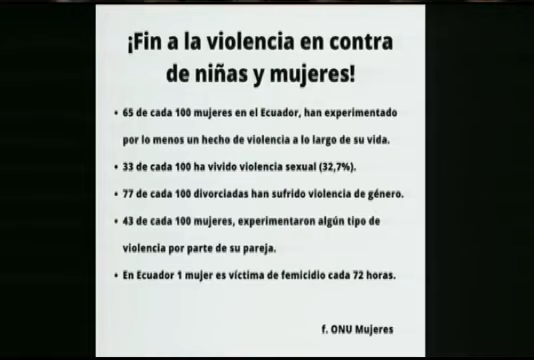 ¡Fin a la violencia en contra
de niñas y mujeres!
• 65 de cada 100 mujeres en el Ecuador, han experimentado
por lo menos un hecho de violencia a lo largo de su vida.
• 33 de cada 100 ha vivido violencia sexual (32,7%).
• 77 de cada 100 divorciadas han sufrido violencia de género.
• 43 de cada 100 mujeres, experimentaron algún tipo de
violencia por parte de su pareja.
• En Ecuador 1 mujer es víctima de femicidio cada 72 horas.
f. ONU Mujeres